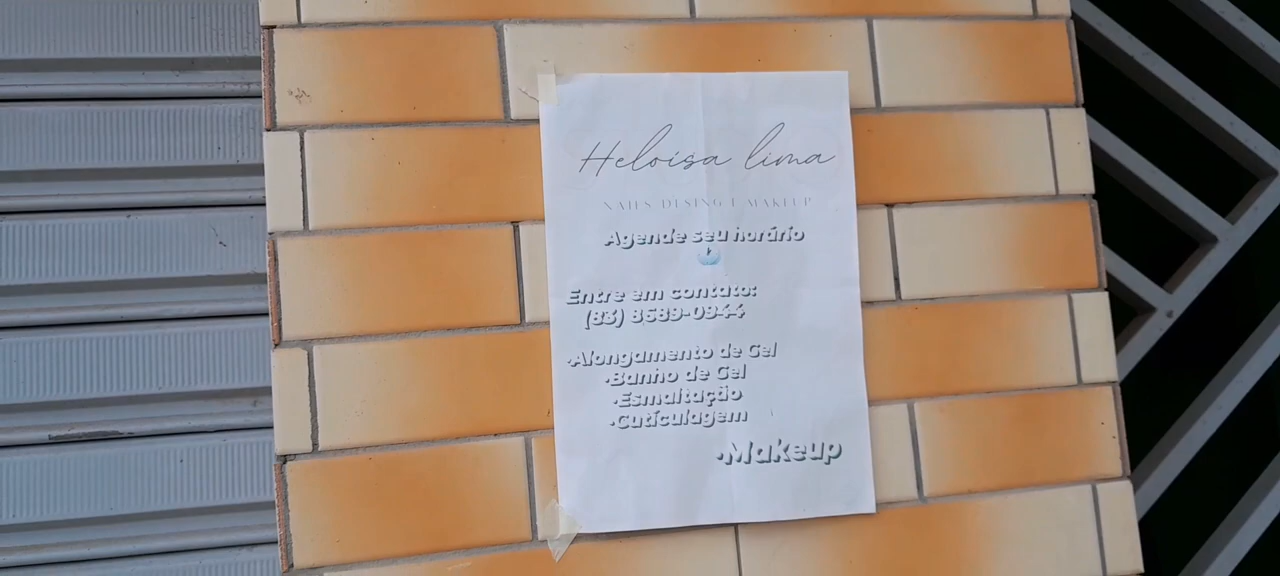 Heloisa lima
NAILS DESING E MAKEUP
Agende seu horário
Entre em contato:
(83) 8589-0944
•Alongamento de Gel
•Banho de Gel
•Esmaltação
•Cutículagem
•Makeup